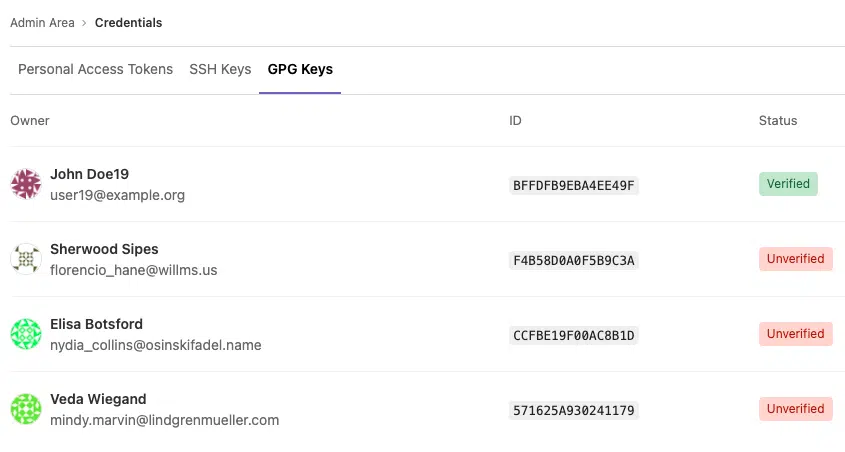 Admin Area › Credentials
Personal Access Tokens SSH Keys GPG Keys
Owner ID Status
John Doe19
user19@example.org BFFDFB9EBA4EE49F Verified
Sherwood Sipes
florencio_hane@willms.us F4B58D0A0F5B9C3A Unverified
Elisa Botsford
nydia_collins@osinskifadel.name CCFBE19F00AC8B1D Unverified
Veda Wiegand
mindy.marvin@lindgrenmueller.com 571625A930241179 Unverified